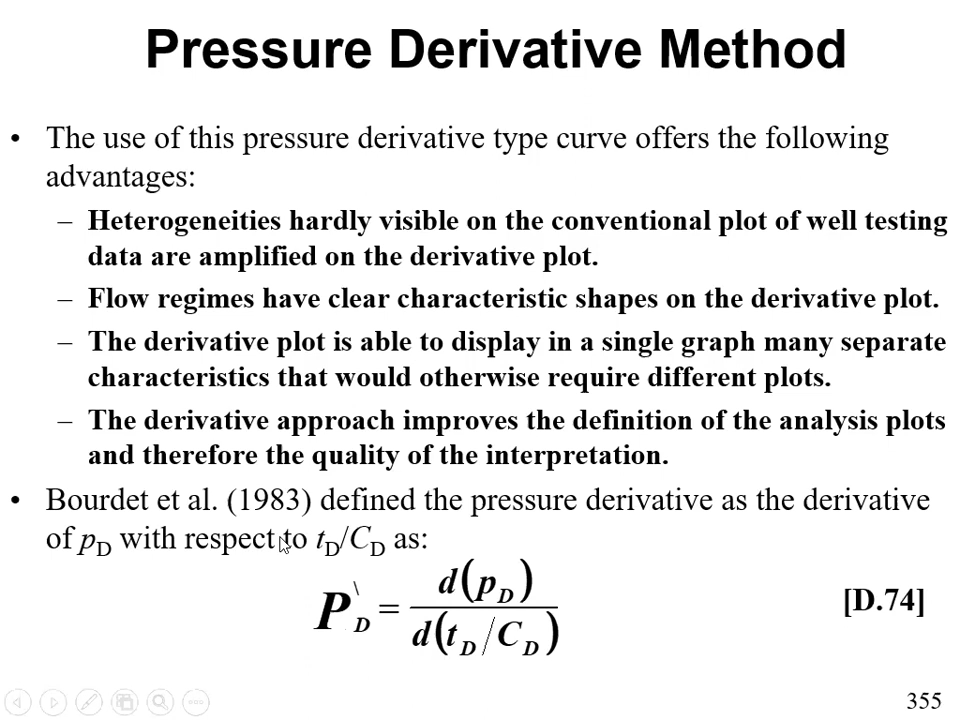 Pressure Derivative Method
• The use of this pressure derivative type curve offers the following
advantages:
– Heterogeneities hardly visible on the conventional plot of well testing
data are amplified on the derivative plot.
– Flow regimes have clear characteristic shapes on the derivative plot.
– The derivative plot is able to display in a single graph many separate
characteristics that would otherwise require different plots.
– The derivative approach improves the definition of the analysis plots
and therefore the quality of the interpretation.
• Bourdet et al. (1983) defined the pressure derivative as the derivative
of pD with respect to tD/CD as:
P\D = d(pD) / d(tD/CD) [D.74]
355